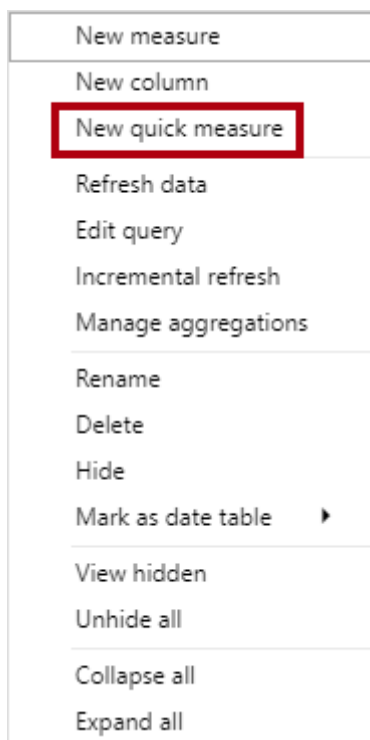 New measure
New column
New quick measure
Refresh data
Edit query
Incremental refresh
Manage aggregations
Rename
Delete
Hide
Mark as date table
View hidden
Unhide all
Collapse all
Expand all